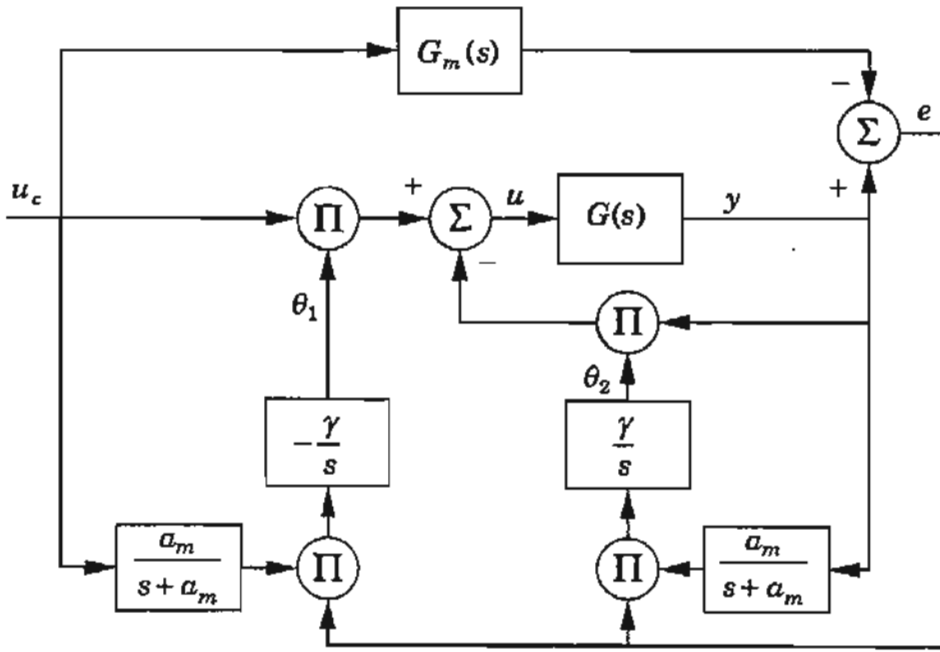 G_m(s)
−
Σ
e
u_c
+
+
Π
Σ
u
G(s)
y
−
θ_1
Π
θ_2
−γ/s
γ/s
a_m/(s + a_m)
Π
Π
a_m/(s + a_m)